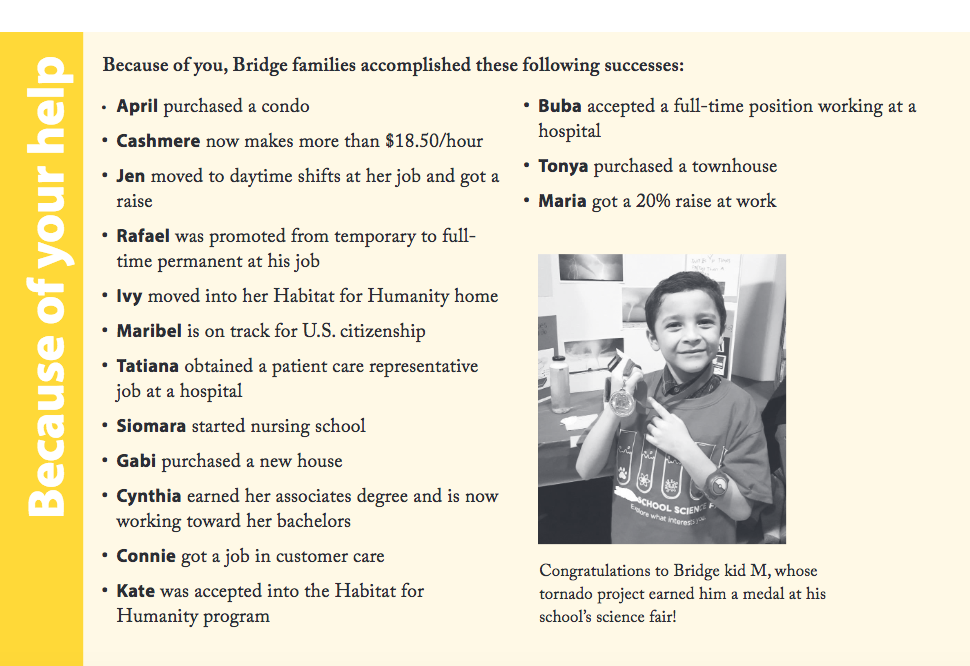 Because of your help
Because of you, Bridge families accomplished these following successes:
• April purchased a condo
• Cashmere now makes more than $18.50/hour
• Jen moved to daytime shifts at her job and got a
raise
• Rafael was promoted from temporary to full-
time permanent at his job
• Ivy moved into her Habitat for Humanity home
• Maribel is on track for U.S. citizenship
• Tatiana obtained a patient care representative
job at a hospital
• Siomara started nursing school
• Gabi purchased a new house
• Cynthia earned her associates degree and is now
working toward her bachelors
• Connie got a job in customer care
• Kate was accepted into the Habitat for
Humanity program
• Buba accepted a full-time position working at a
hospital
• Tonya purchased a townhouse
• Maria got a 20% raise at work
SCHOOL SCIENCE
Explore what interests you
Congratulations to Bridge kid M, whose
tornado project earned him a medal at his
school's science fair!